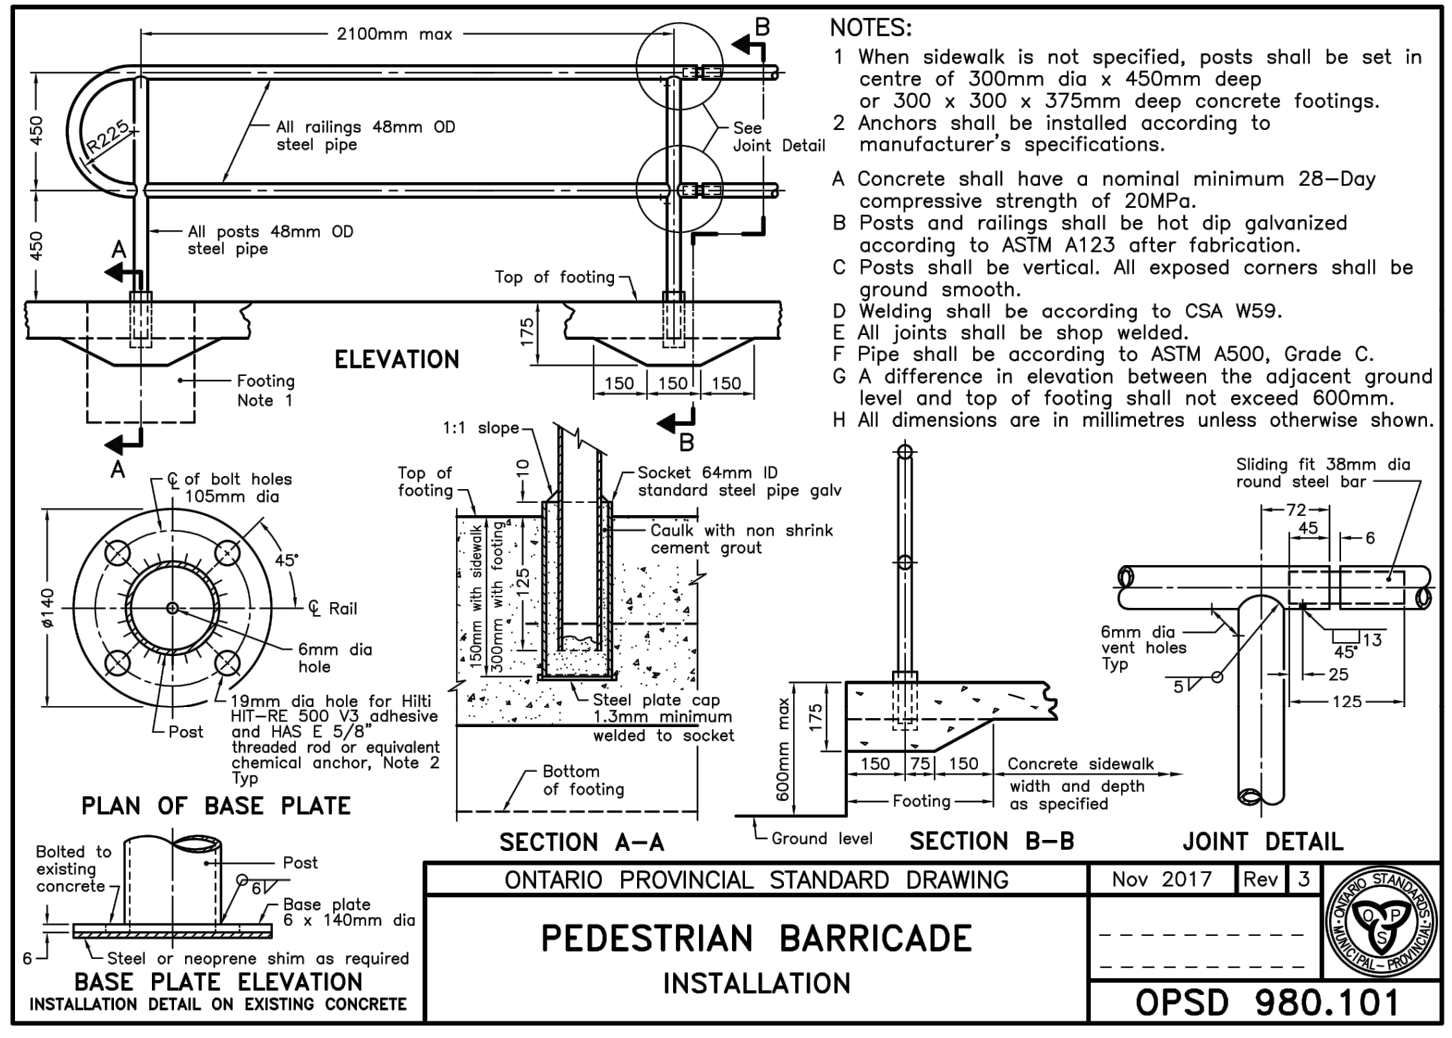 2100mm max
B
450
R225
All railings 48mm OD
steel pipe
See
Joint Detail
450
All posts 48mm OD
steel pipe
A
Top of footing
175
ELEVATION
Footing
Note 1
150
150
150
A
B
NOTES:
1 When sidewalk is not specified, posts shall be set in
centre of 300mm dia x 450mm deep
or 300 x 300 x 375mm deep concrete footings.
2 Anchors shall be installed according to
manufacturer's specifications.
A Concrete shall have a nominal minimum 28-Day
compressive strength of 20MPa.
B Posts and railings shall be hot dip galvanized
according to ASTM A123 after fabrication.
C Posts shall be vertical. All exposed corners shall be
ground smooth.
D Welding shall be according to CSA W59.
E All joints shall be shop welded.
F Pipe shall be according to ASTM A500, Grade C.
G A difference in elevation between the adjacent ground
level and top of footing shall not exceed 600mm.
H All dimensions are in millimetres unless otherwise shown.
℄ of bolt holes
105mm dia
45°
ø140
℄ Rail
6mm dia
hole
19mm dia hole for Hilti
HIT-RE 500 V3 adhesive
and HAS E 5/8"
threaded rod or equivalent
chemical anchor, Note 2
Typ
Post
PLAN OF BASE PLATE
1:1 slope
10
Top of
footing
Socket 64mm ID
standard steel pipe galv
Caulk with non shrink
cement grout
150mm with sidewalk
300mm with footing
125
Steel plate cap
1.3mm minimum
welded to socket
Bottom
of footing
SECTION A-A
600mm max
175
150
75
150
Footing
Concrete sidewalk
width and depth
as specified
Ground level
SECTION B-B
Sliding fit 38mm dia
round steel bar
72
45
6
6mm dia
vent holes
Typ
13
45°
5
25
125
JOINT DETAIL
Bolted to
existing
concrete
Post
6
Base plate
6 x 140mm dia
6
Steel or neoprene shim as required
BASE PLATE ELEVATION
INSTALLATION DETAIL ON EXISTING CONCRETE
ONTARIO PROVINCIAL STANDARD DRAWING
Nov 2017
Rev
3
PEDESTRIAN BARRICADE
INSTALLATION
ONTARIO STANDARDS
MUNICIPAL-PROVINCIAL
O P
S
OPSD 980.101